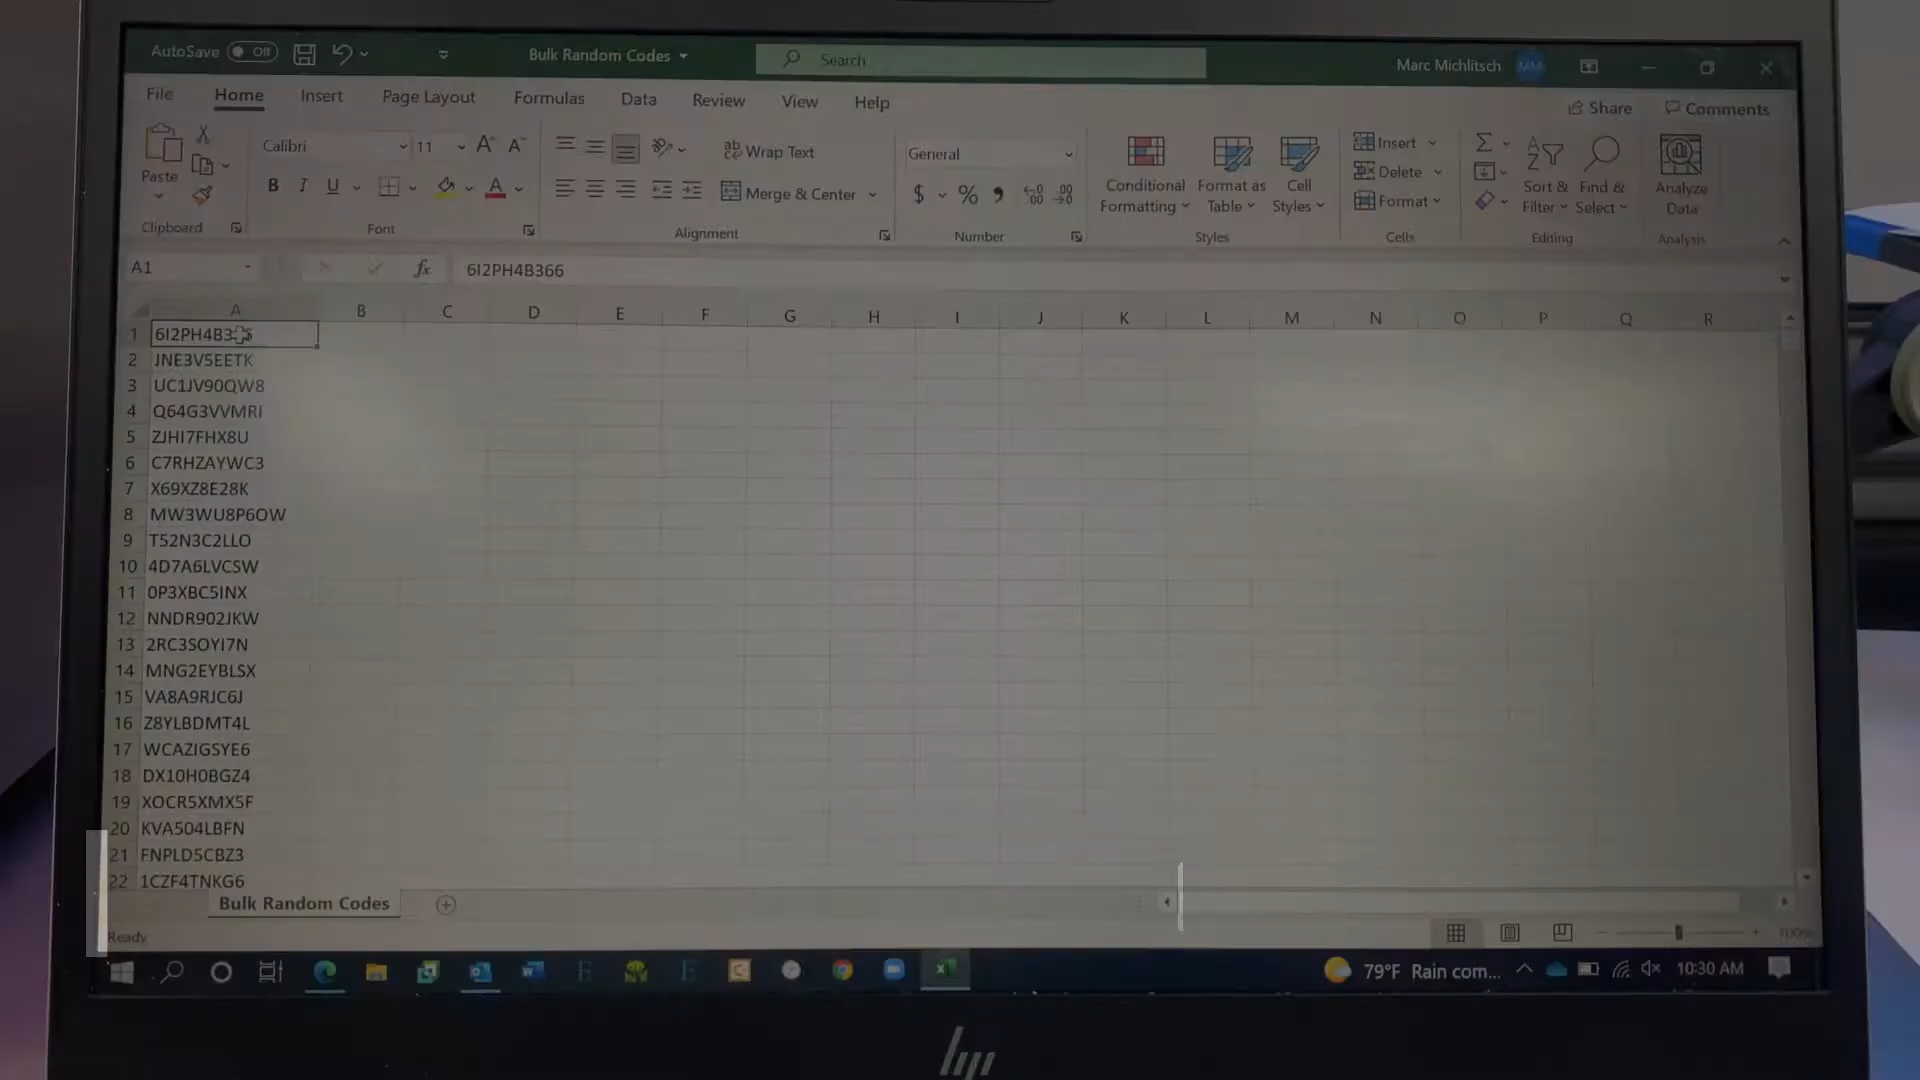 AutoSave Off Bulk Random Codes Search Marc Michlitsch MM
File Home Insert Page Layout Formulas Data Review View Help Share Comments
Calibri 11 Wrap Text General Insert
Paste B I U A Merge & Center $ % Conditional Formatting Format as Table Cell Styles Delete Format Sort & Filter Find & Select Analyze Data
Clipboard Font Alignment Number Styles Cells Editing Analysis
A1 fx 6I2PH4B366
A B C D E F G H I J K L M N O P Q R
1 6I2PH4B3
2 JNE3V5EETK
3 UC1JV90QW8
4 Q64G3VVMRI
5 ZJHI7FHX8U
6 C7RHZAYWC3
7 X69XZ8E28K
8 MW3WU8P6OW
9 T52N3C2LLO
10 4D7A6LVCSW
11 0P3XBC5INX
12 NNDR902JKW
13 2RC3SOYI7N
14 MNG2EYBLSX
15 VA8A9RJC6J
16 Z8YLBDMT4L
17 WCAZIGSYE6
18 DX10H0BGZ4
19 XOCR5XMX5F
20 KVA504LBFN
21 FNPLD5CBZ3
22 1CZF4TNKG6
Bulk Random Codes
Ready 100%
79°F Rain com... 10:30 AM
hp